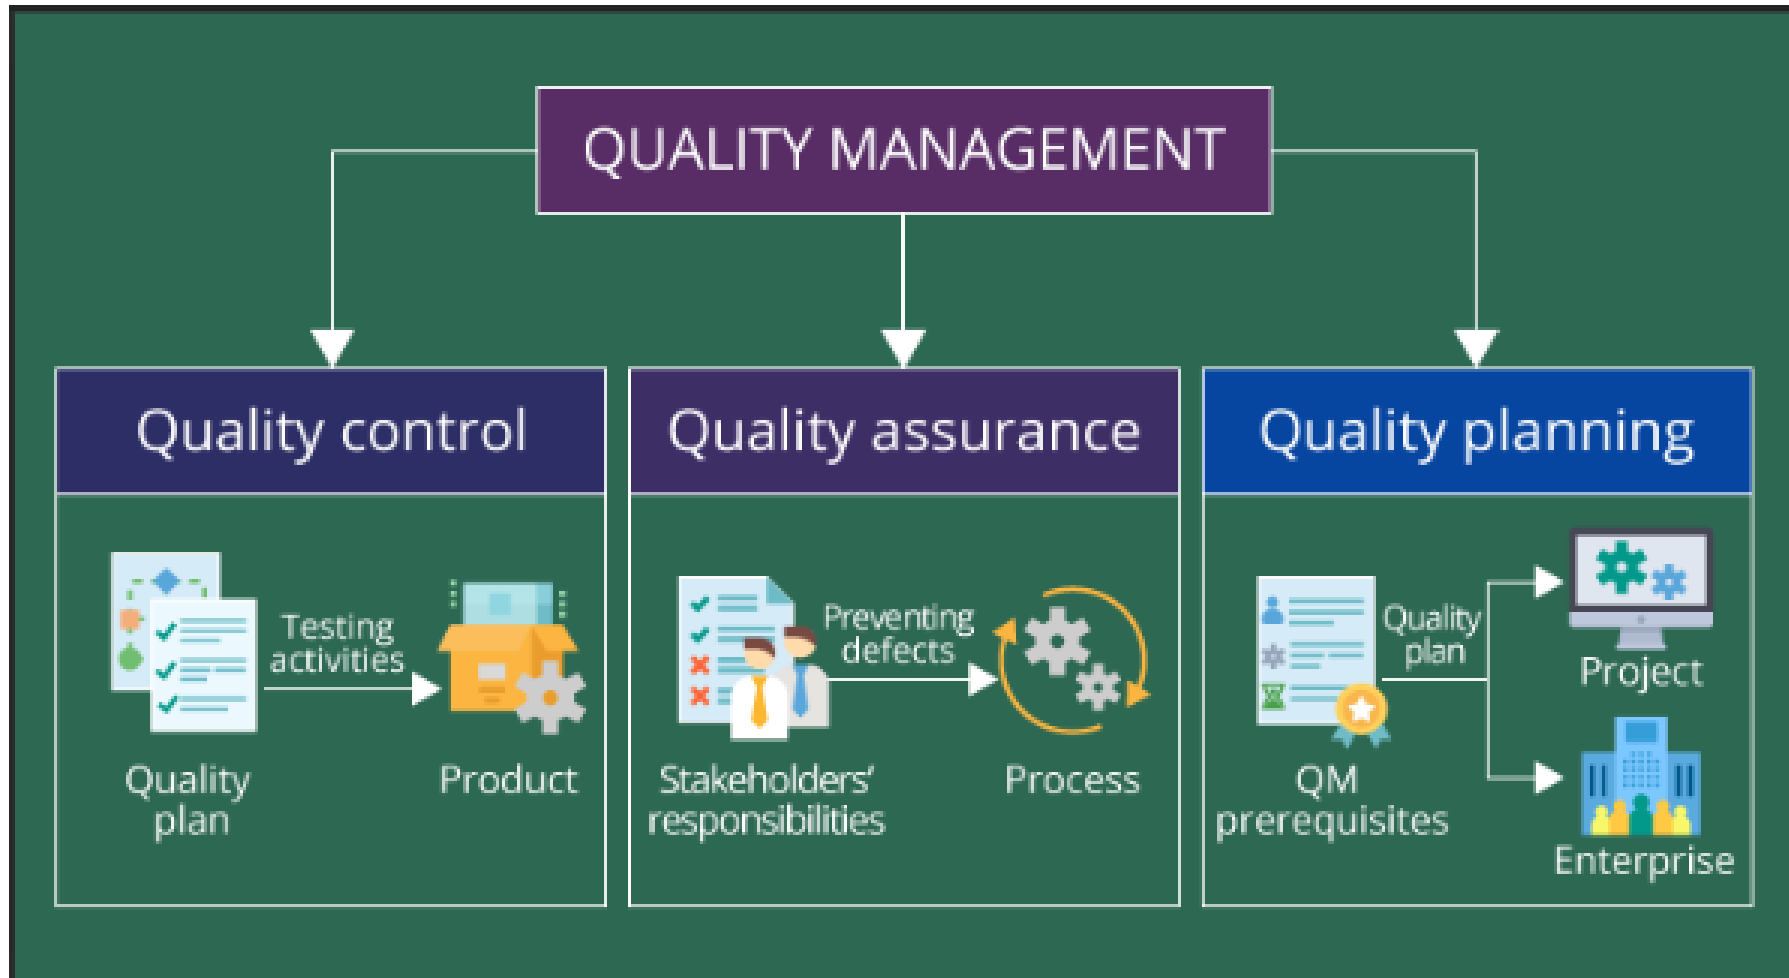 QUALITY MANAGEMENT
Quality control
Testing
activities
Quality
plan
Product
Quality assurance
Preventing
defects
Stakeholders’
responsibilities
Process
Quality planning
Quality
plan
Project
QM
prerequisites
Enterprise